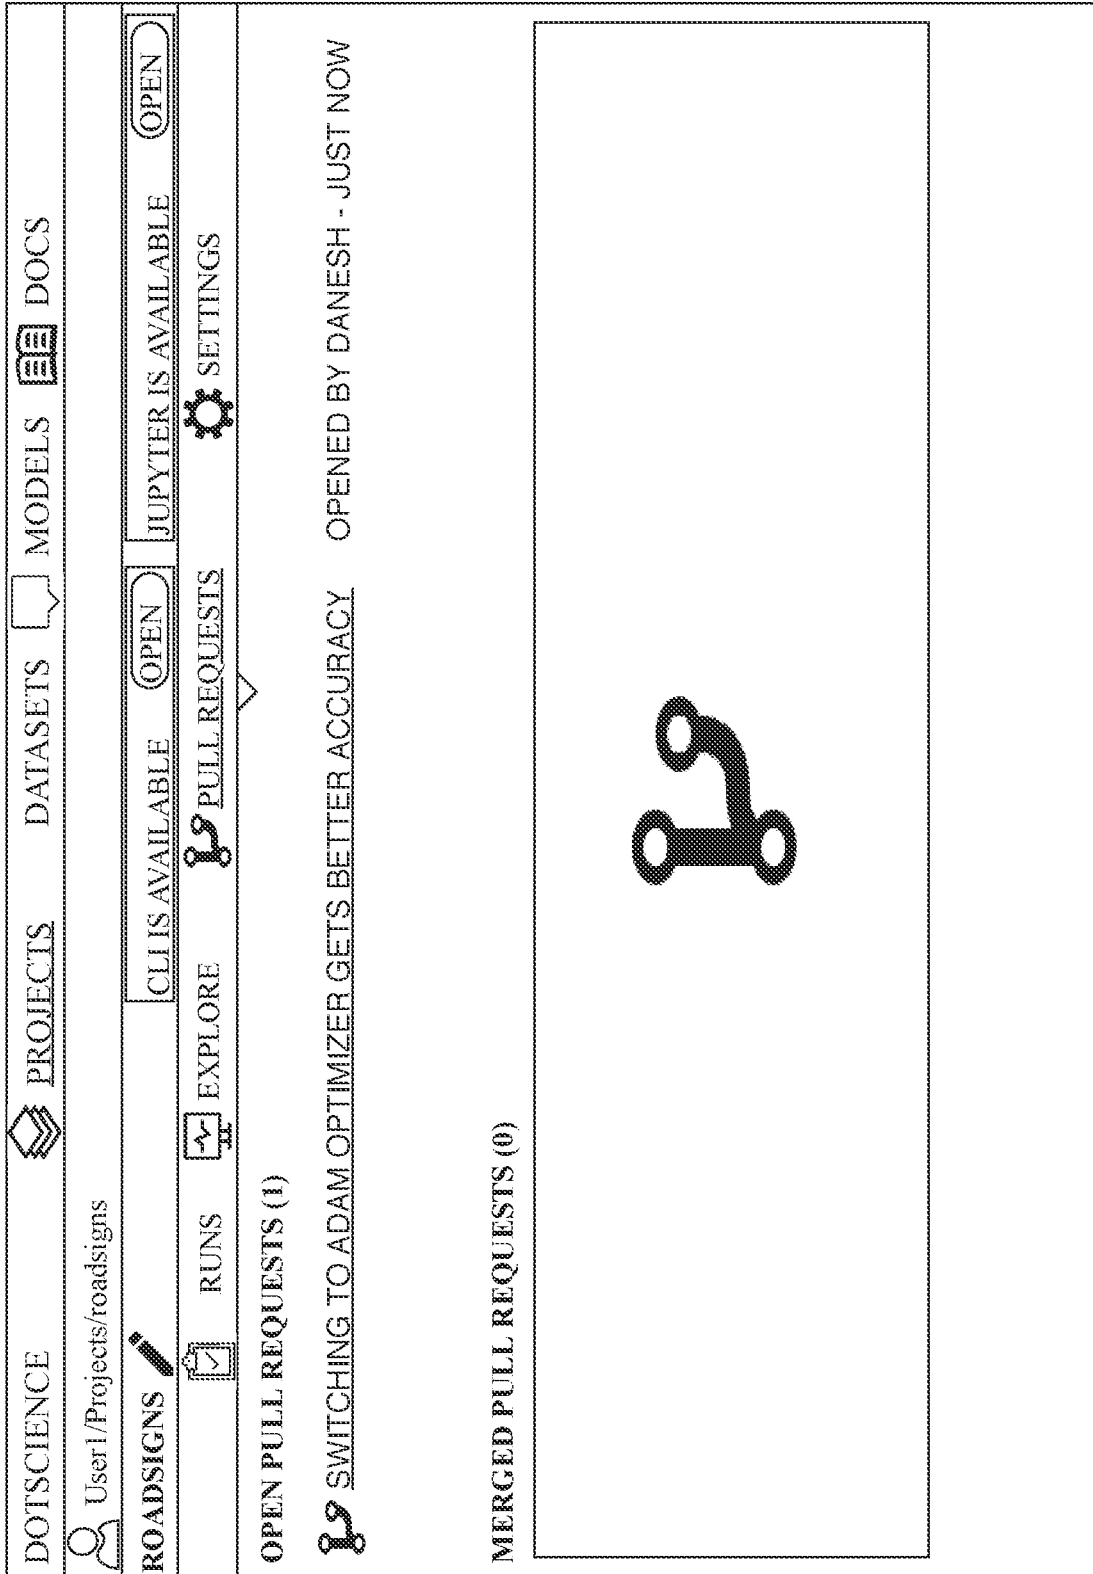 DOTSCIENCE PROJECTS DATASETS MODELS DOCS
User1/Projects/roadsigns
ROADSIGNS CLI IS AVAILABLE OPEN JUPYTER IS AVAILABLE OPEN
RUNS EXPLORE PULL REQUESTS SETTINGS
OPEN PULL REQUESTS (1)
SWITCHING TO ADAM OPTIMIZER GETS BETTER ACCURACY OPENED BY DANESH - JUST NOW
MERGED PULL REQUESTS (0)